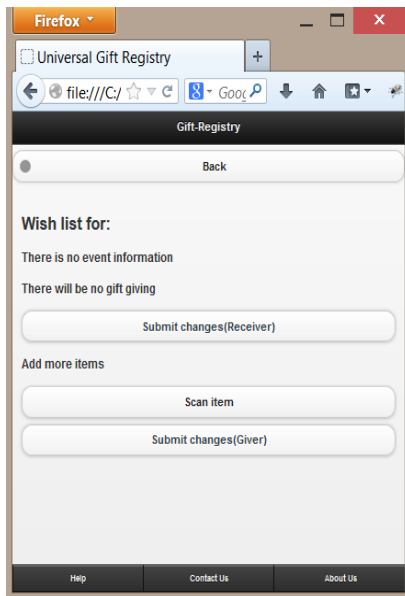 Firefox
Universal Gift Registry
file:///C:/
8
Goog
Gift-Registry
Back
Wish list for:
There is no event information
There will be no gift giving
Submit changes(Receiver)
Add more items
Scan item
Submit changes(Giver)
Help
Contact Us
About Us